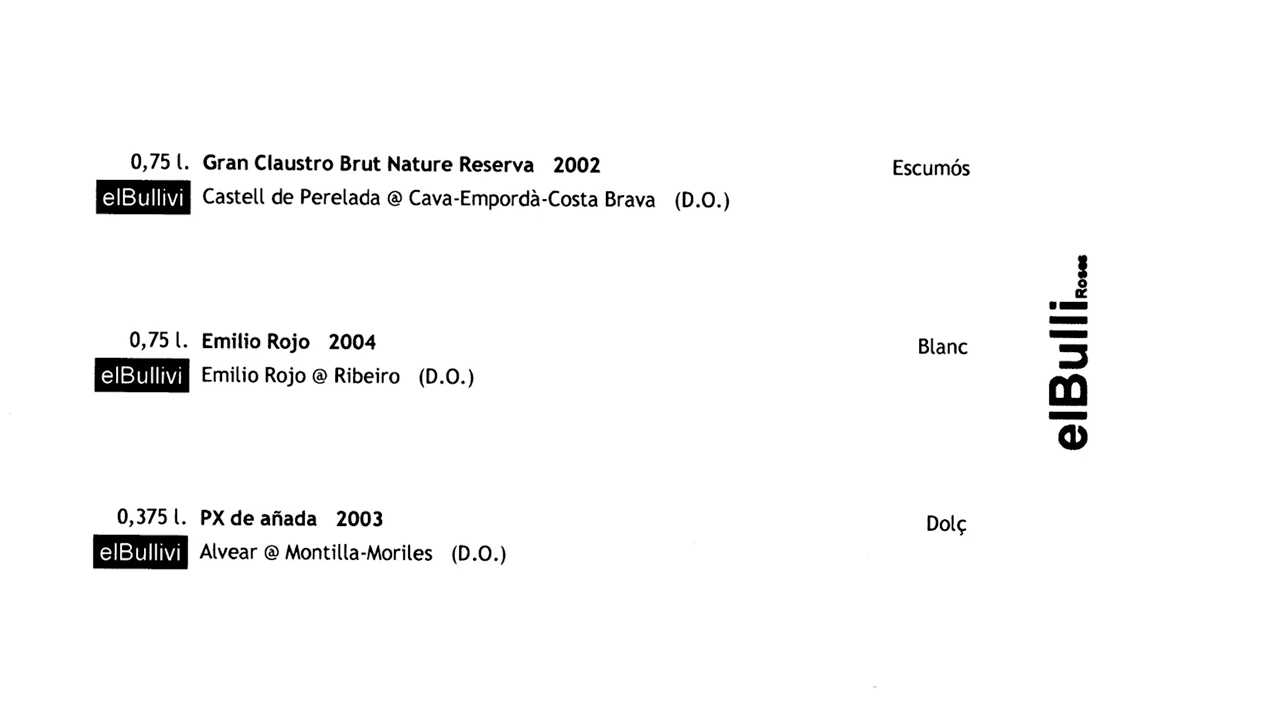 0,75 l. Gran Claustro Brut Nature Reserva 2002 Escumós
elBullivi Castell de Perelada @ Cava-Empordà-Costa Brava (D.O.)
0,75 l. Emilio Rojo 2004 Blanc
elBullivi Emilio Rojo @ Ribeiro (D.O.)
0,375 l. PX de añada 2003 Dolç
elBullivi Alvear @ Montilla-Moriles (D.O.)
elBulli Roses